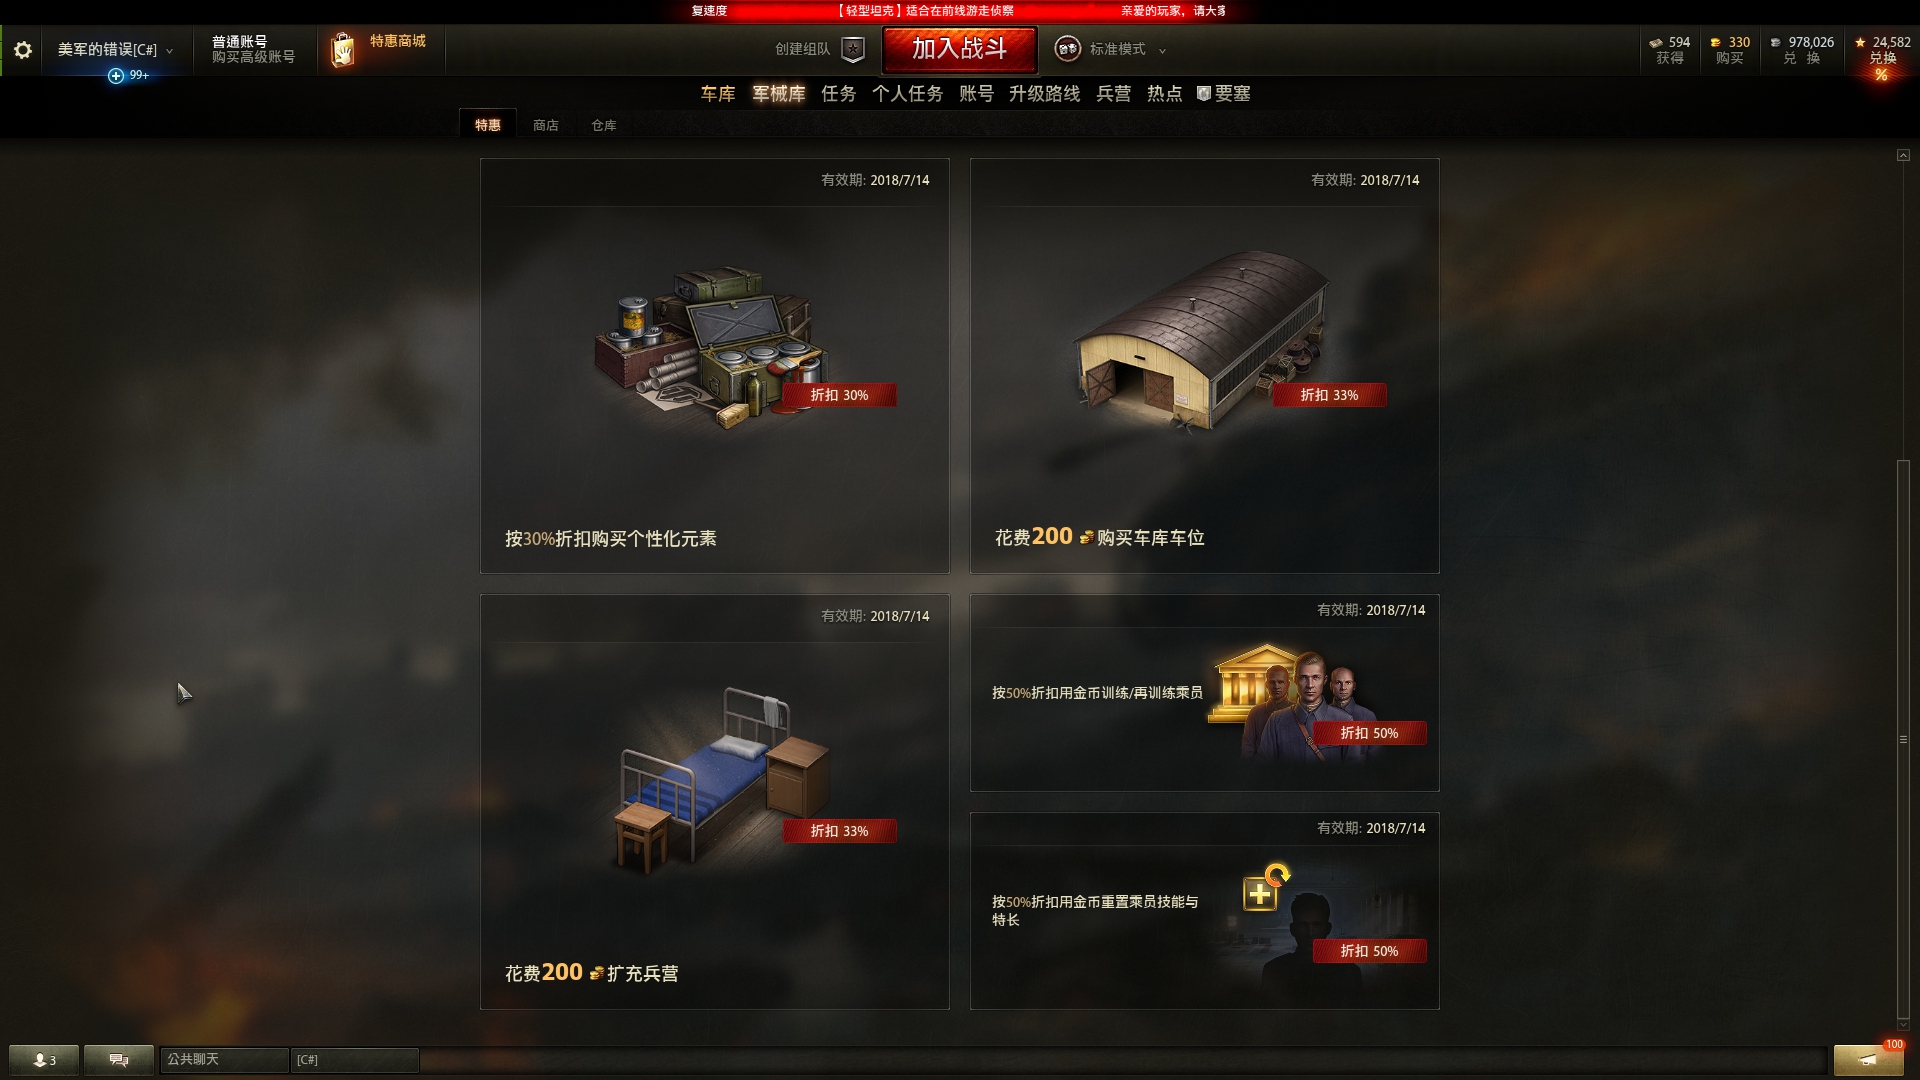 复速度 【轻型坦克】适合在前线游走侦察 亲爱的玩家，请大家
美军的错误[C#]
99+
普通账号
购买高级账号
特惠商城
创建组队
加入战斗
标准模式
594
获得
330
购买
978,026
兑 换
24,582
兑换
%
车库 军械库 任务 个人任务 账号 升级路线 兵营 热点 要塞
特惠 商店 仓库
有效期: 2018/7/14
折扣 30%
按30%折扣购买个性化元素
有效期: 2018/7/14
折扣 33%
花费200 购买车库车位
有效期: 2018/7/14
折扣 33%
花费200 扩充兵营
有效期: 2018/7/14
按50%折扣用金币训练/再训练乘员
折扣 50%
有效期: 2018/7/14
按50%折扣用金币重置乘员技能与
特长
折扣 50%
3
公共聊天
[C#]
100